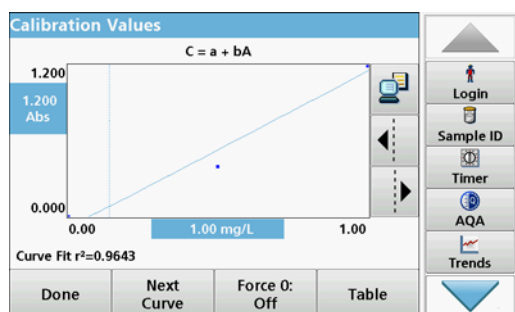 Calibration Values
C = a + bA
1.200
1.200
Abs
0.000
0.00
1.00 mg/L
1.00
Curve Fit r²=0.9643
Done
Next
Curve
Force 0:
Off
Table
Login
Sample ID
Timer
AQA
Trends